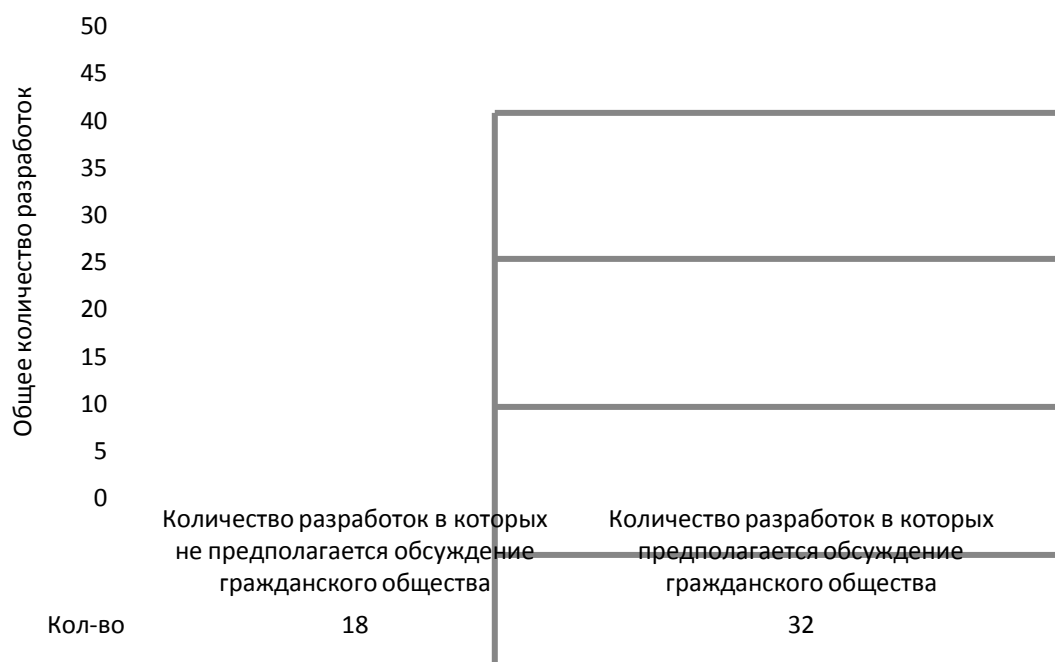 50
45
40
35
30
25
20
15
10
5
0
Общее количество разработок
Количество разработок в которых
не предполагается обсуждение
гражданского общества
Количество разработок в которых
предполагается обсуждение
гражданского общества
Кол-во 18 32